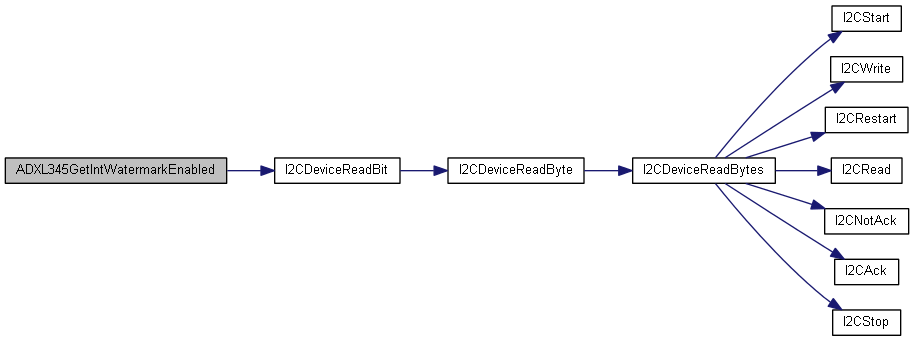 ADXL345GetIntWatermarkEnabled
I2CDeviceReadBit
I2CDeviceReadByte
I2CDeviceReadBytes
I2CStart
I2CWrite
I2CRestart
I2CRead
I2CNotAck
I2CAck
I2CStop